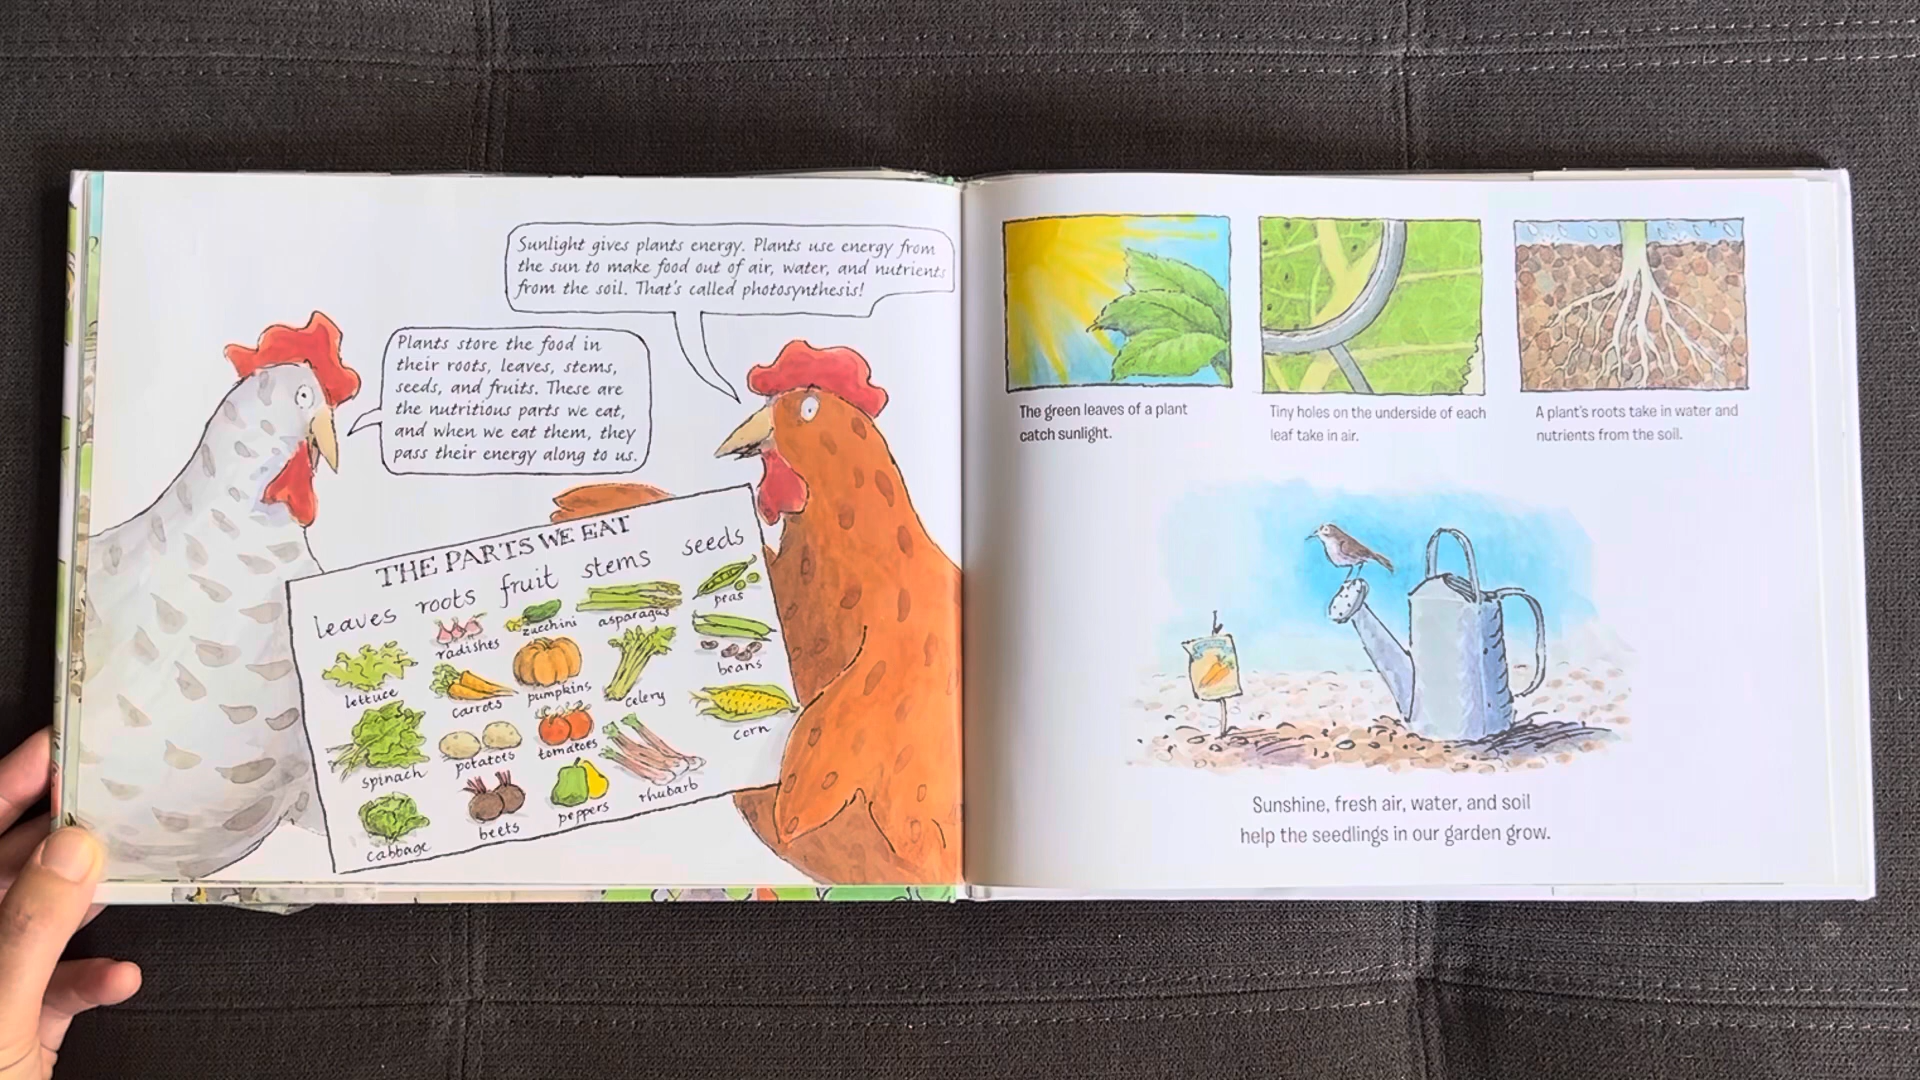 Sunlight gives plants energy. Plants use energy from
the sun to make food out of air, water, and nutrients
from the soil. That's called photosynthesis!
Plants store the food in
their roots, leaves, stems,
seeds, and fruits. These are
the nutritious parts we eat,
and when we eat them, they
pass their energy along to us.
THE PARTS WE EAT
leaves roots fruit stems seeds
lettuce
spinach
cabbage
radishes
carrots
potatoes
beets
zucchini
pumpkins
tomatoes
peppers
asparagus
celery
rhubarb
peas
beans
corn
The green leaves of a plant
catch sunlight.
Tiny holes on the underside of each
leaf take in air.
A plant's roots take in water and
nutrients from the soil.
Sunshine, fresh air, water, and soil
help the seedlings in our garden grow.